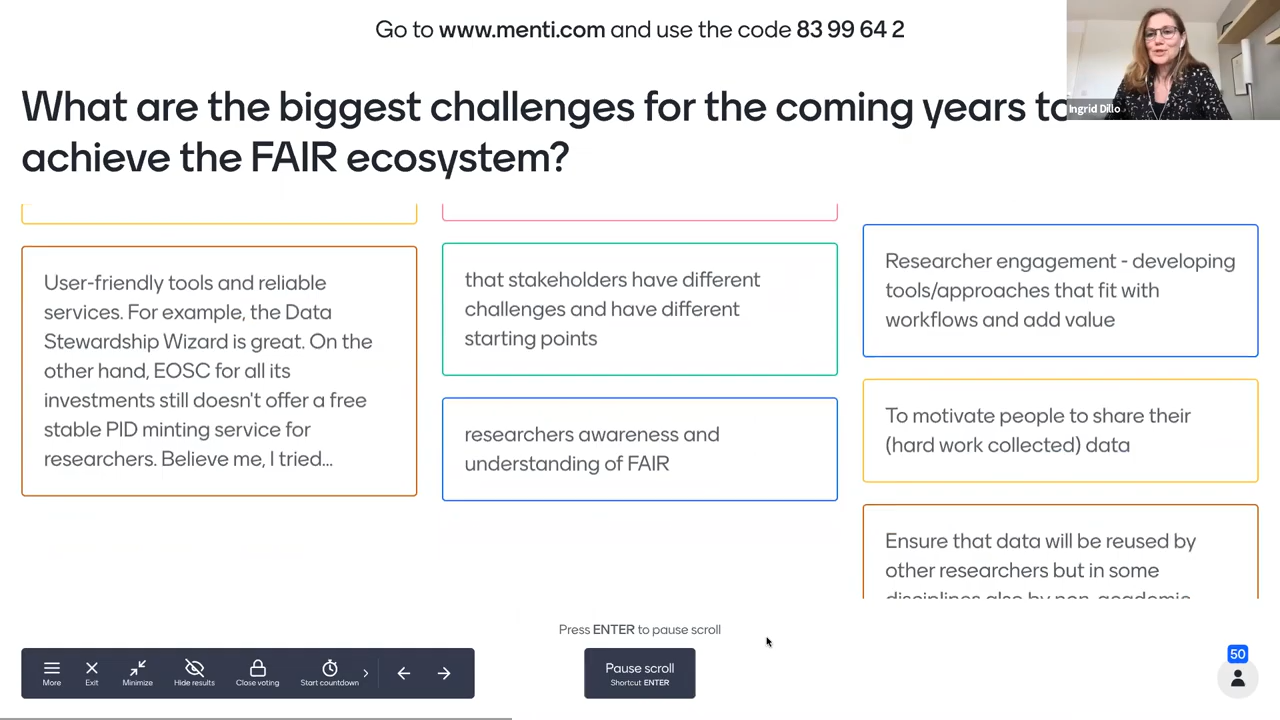 Go to www.menti.com and use the code 83 99 64 2
Ingrid Dillo
What are the biggest challenges for the coming years to
achieve the FAIR ecosystem?
User-friendly tools and reliable
services. For example, the Data
Stewardship Wizard is great. On the
other hand, EOSC for all its
investments still doesn't offer a free
stable PID minting service for
researchers. Believe me, I tried...
that stakeholders have different
challenges and have different
starting points
researchers awareness and
understanding of FAIR
Researcher engagement - developing
tools/approaches that fit with
workflows and add value
To motivate people to share their
(hard work collected) data
Ensure that data will be reused by
other researchers but in some
disciplines also by non-academic
Press ENTER to pause scroll
Pause scroll
Shortcut ENTER
More
Exit
Minimize
Hide results
Close voting
Start countdown
50